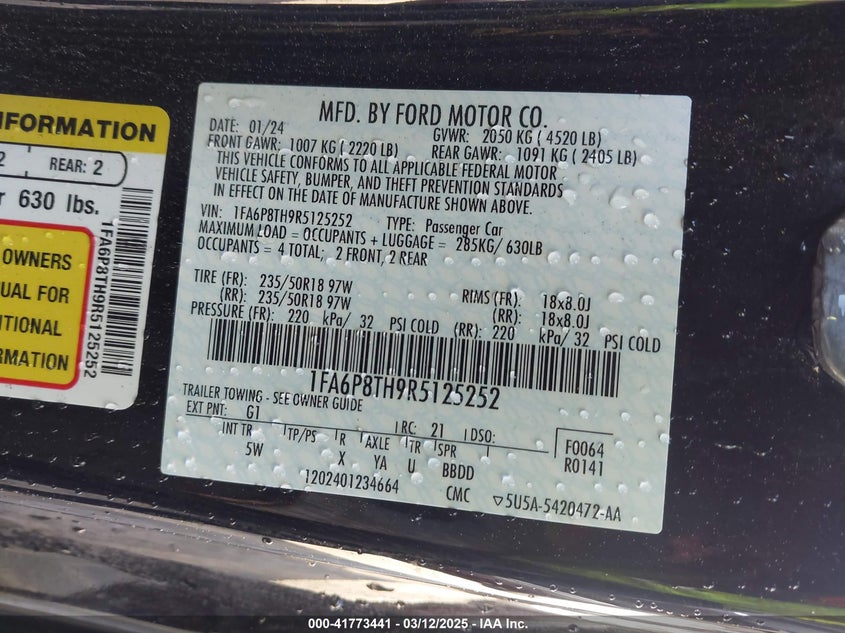 NFORMATION
2 REAR: 2
r 630 lbs.
1FA6P8TH9R5125252
OWNERS
UAL FOR
ITIONAL
RMATION
MFD. BY FORD MOTOR CO.
DATE: 01/24 GVWR: 2050 KG ( 4520 LB)
FRONT GAWR: 1007 KG ( 2220 LB) REAR GAWR: 1091 KG ( 2405 LB)
THIS VEHICLE CONFORMS TO ALL APPLICABLE FEDERAL MOTOR
VEHICLE SAFETY, BUMPER, AND THEFT PREVENTION STANDARDS
IN EFFECT ON THE DATE OF MANUFACTURE SHOWN ABOVE.
VIN: 1FA6P8TH9R5125252 TYPE: Passenger Car
MAXIMUM LOAD = OCCUPANTS + LUGGAGE = 285KG/ 630LB
OCCUPANTS = 4 TOTAL; 2 FRONT, 2 REAR
TIRE (FR): 235/50R18 97W RIMS (FR): 18x8.0J
(RR): 235/50R18 97W (RR): 18x8.0J
PRESSURE (FR): 220 kPa/ 32 PSI COLD (RR): 220 kPa/ 32 PSI COLD
1FA6P8TH9R5125252
TRAILER TOWING - SEE OWNER GUIDE
EXT PNT: G1 RC: 21 DSO:
INT TR TP/PS R AXLE TR SPR F0064
5W X YA U BBDD R0141
1202401234664 CMC ▽5U5A-5420472-AA
000-41773441 - 03/12/2025 - IAA Inc.